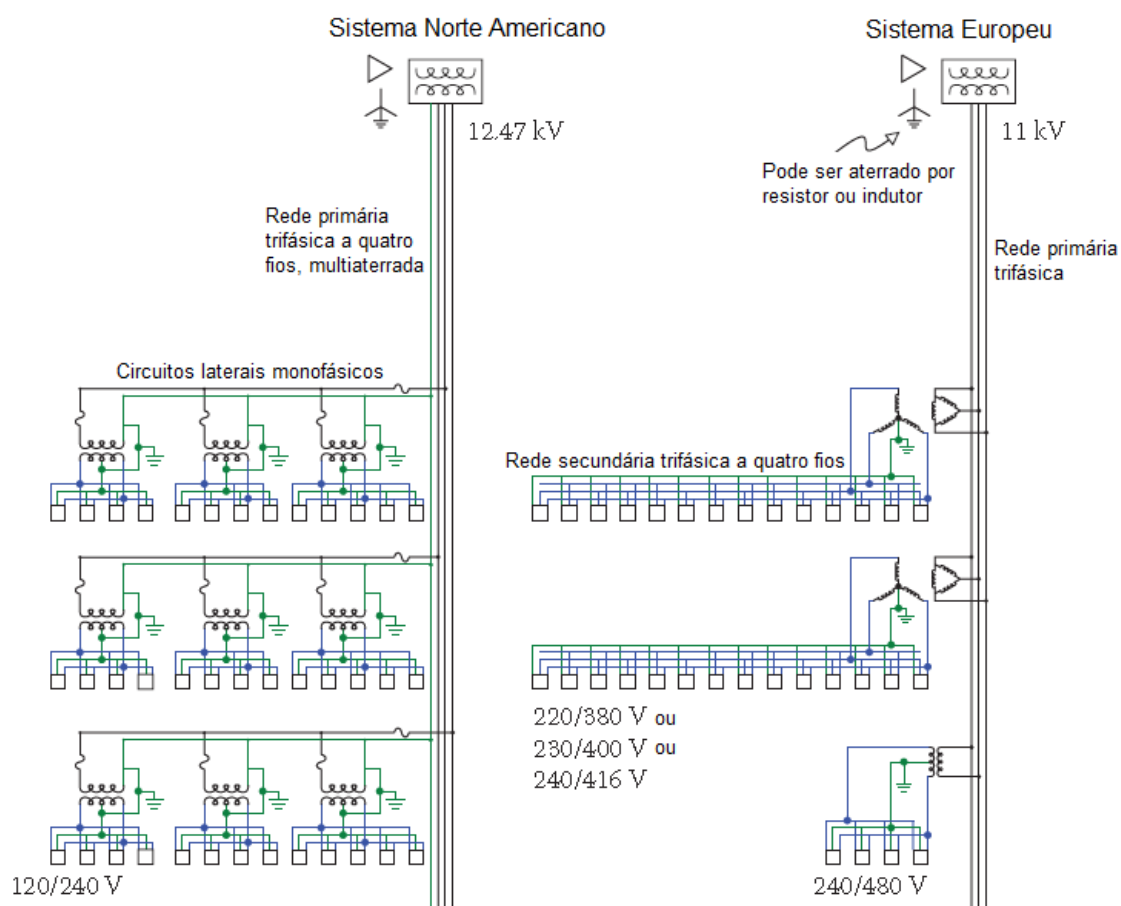 Sistema Norte Americano
12.47 kV
Rede primária
trifásica a quatro
fios, multiaterrada
Circuitos laterais monofásicos
120/240 V
Sistema Europeu
11 kV
Pode ser aterrado por
resistor ou indutor
Rede primária
trifásica
Rede secundária trifásica a quatro fios
220/380 V ou
230/400 V ou
240/416 V
240/480 V